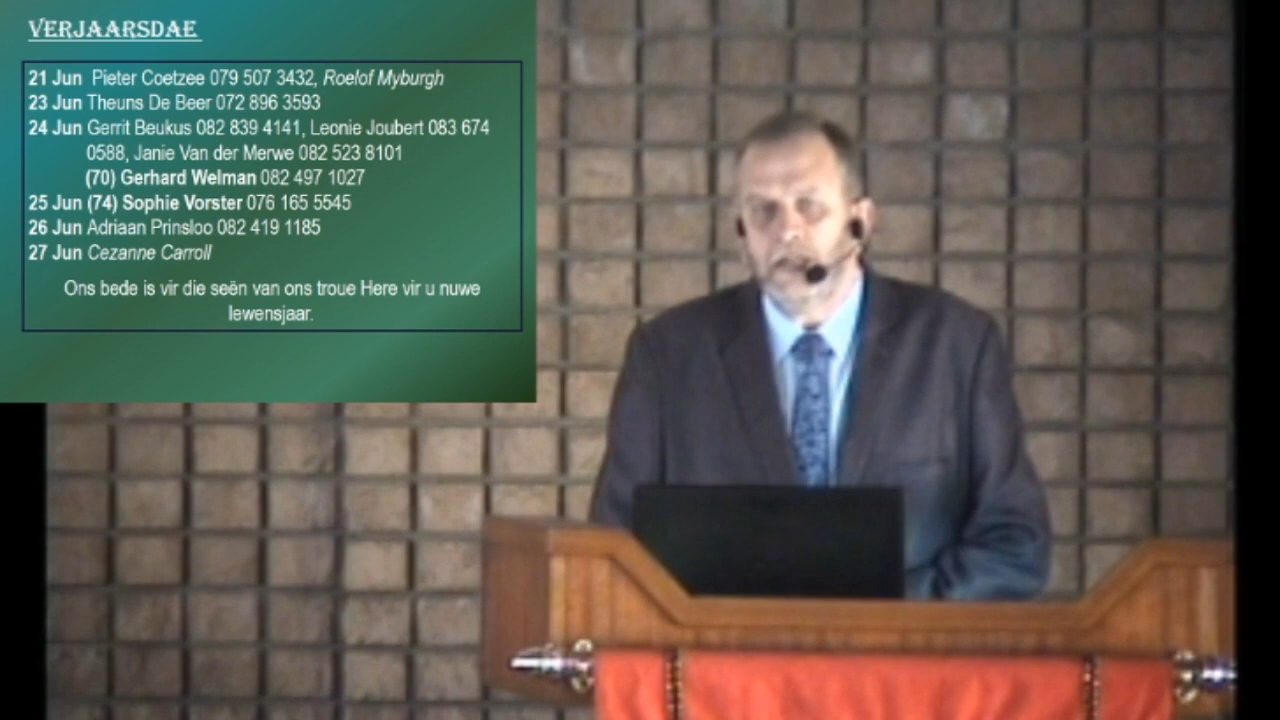 VERJAARSDAE
21 Jun Pieter Coetzee 079 507 3432, Roelof Myburgh
23 Jun Theuns De Beer 072 896 3593
24 Jun Gerrit Beukus 082 839 4141, Leonie Joubert 083 674
0588, Janie Van der Merwe 082 523 8101
(70) Gerhard Welman 082 497 1027
25 Jun (74) Sophie Vorster 076 165 5545
26 Jun Adriaan Prinsloo 082 419 1185
27 Jun Cezanne Carroll
Ons bede is vir die seën van ons troue Here vir u nuwe
lewensjaar.